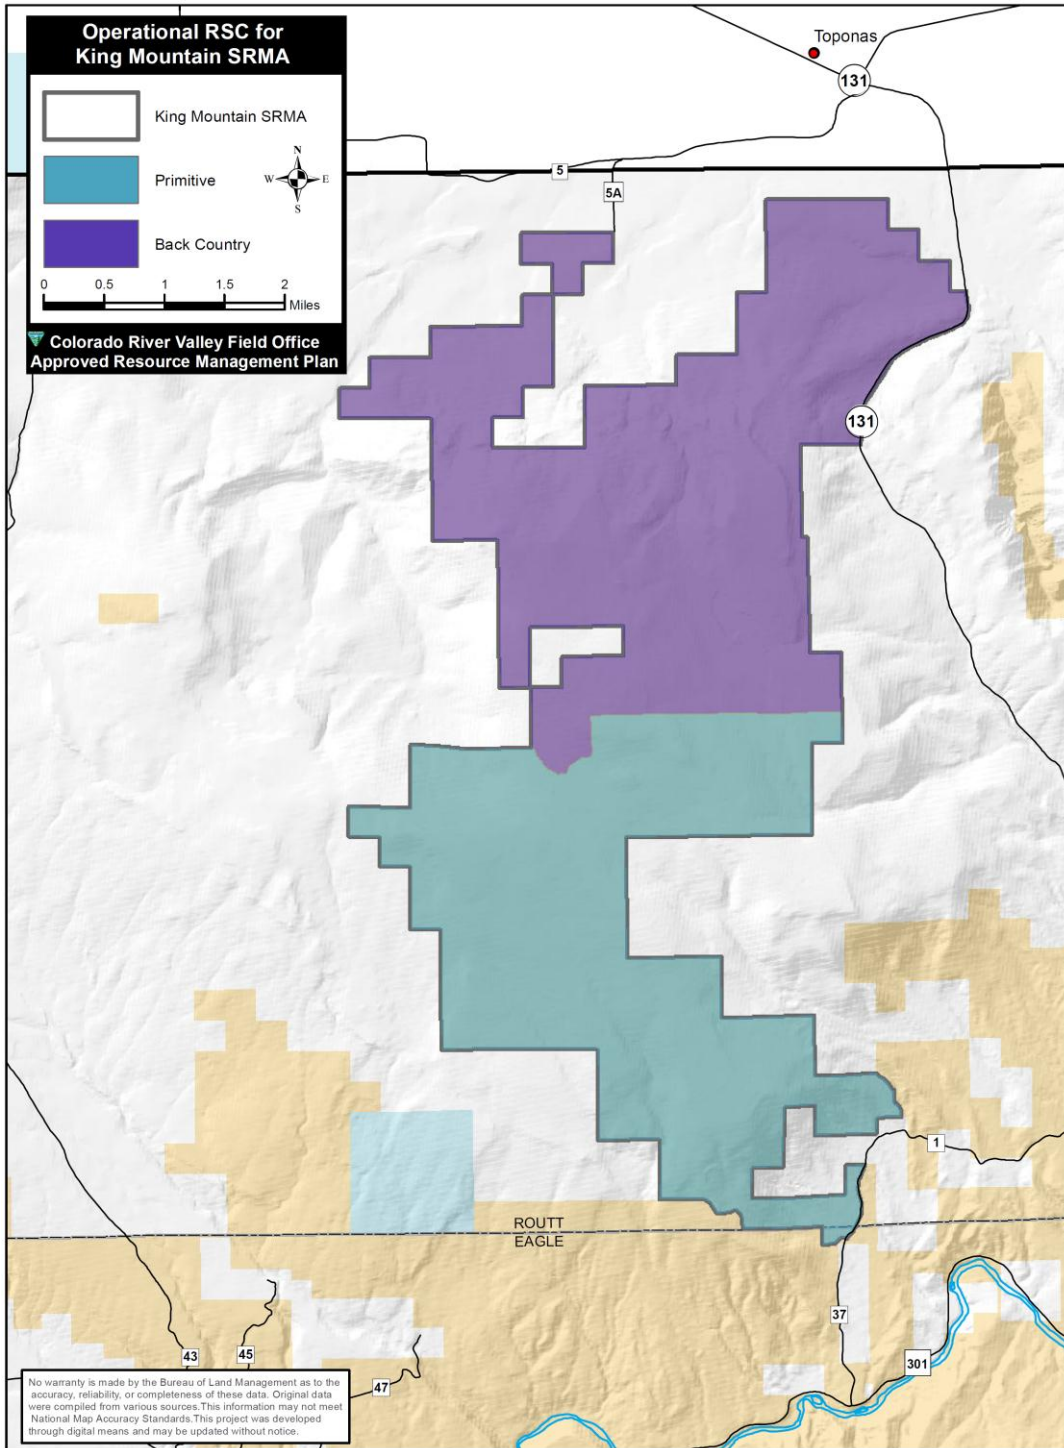 Operational RSC for
King Mountain SRMA
King Mountain SRMA
Primitive
Back Country
N
W E
S
0 0.5 1 1.5 2
Miles
Colorado River Valley Field Office
Approved Resource Management Plan
Toponas
131
5
5A
131
1
ROUTT
EAGLE
37
301
43
45
47
No warranty is made by the Bureau of Land Management as to the
accuracy, reliability, or completeness of these data. Original data
were compiled from various sources.This information may not meet
National Map Accuracy Standards.This project was developed
through digital means and may be updated without notice.